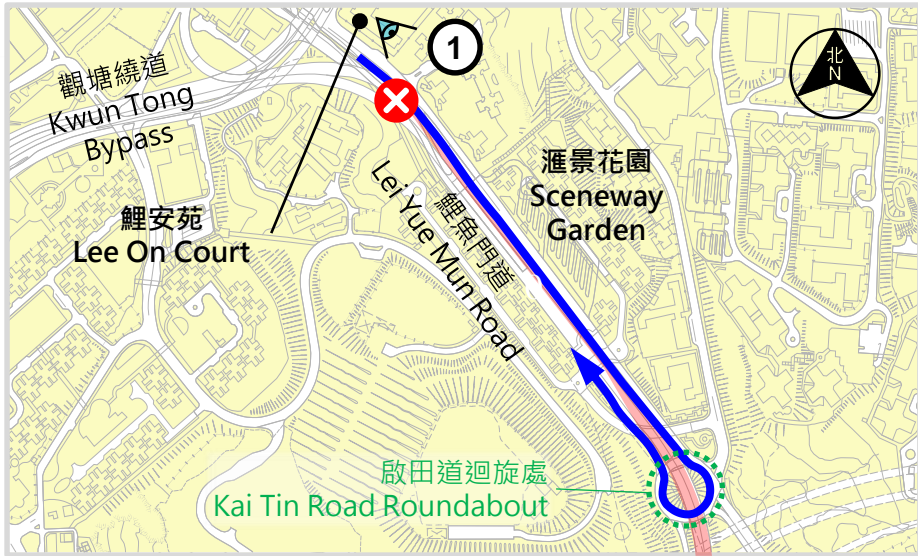 觀塘繞道
Kwun Tong
Bypass
1
北
N
滙景花園
Sceneway
Garden
鯉安苑
Lee On Court
鯉魚門道
Lei Yue Mun Road
啟田道迴旋處
Kai Tin Road Roundabout